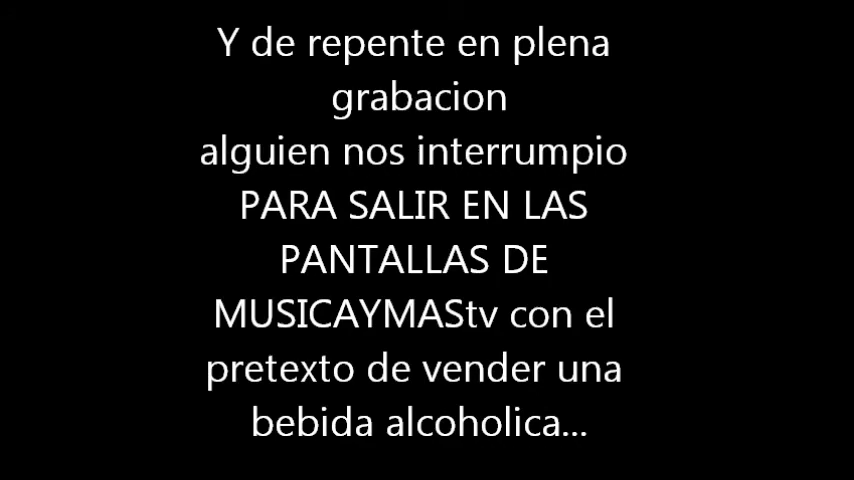 Y de repente en plena
grabacion
alguien nos interrumpio
PARA SALIR EN LAS
PANTALLAS DE
MUSICAYMAStv con el
pretexto de vender una
bebida alcoholica...